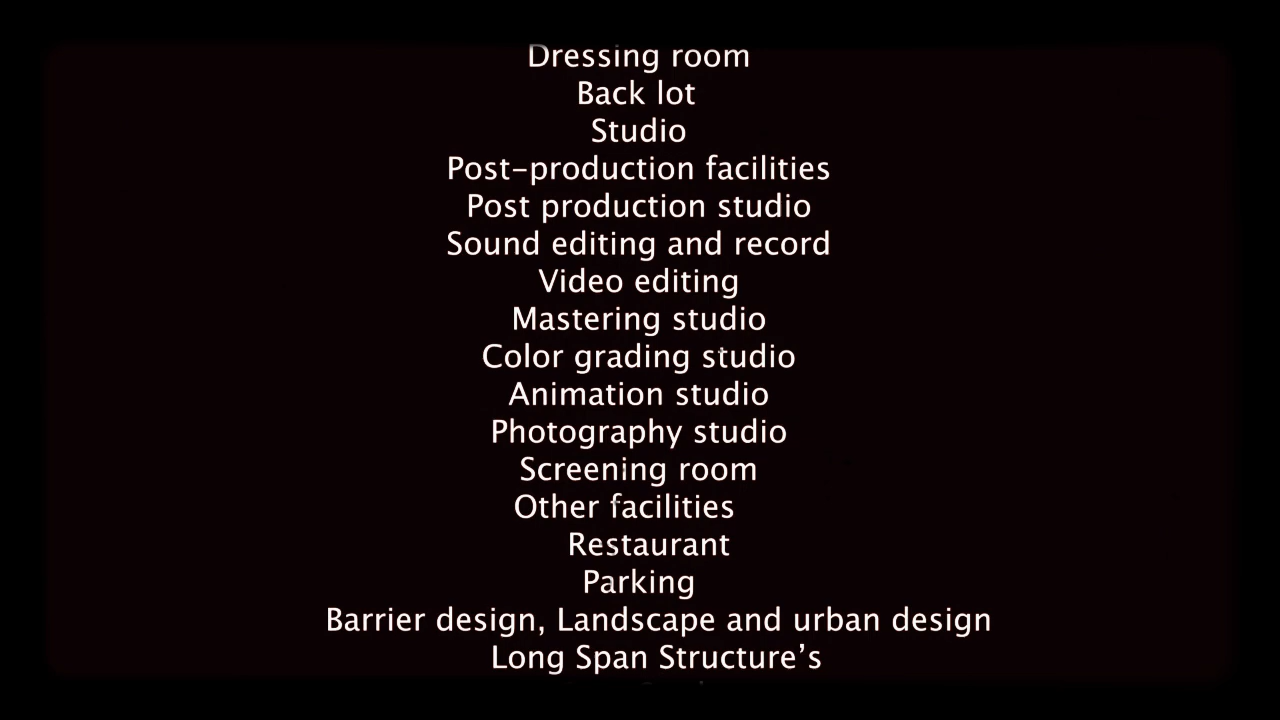 Dressing room
Back lot
Studio
Post-production facilities
Post production studio
Sound editing and record
Video editing
Mastering studio
Color grading studio
Animation studio
Photography studio
Screening room
Other facilities
Restaurant
Parking
Barrier design, Landscape and urban design
Long Span Structure’s